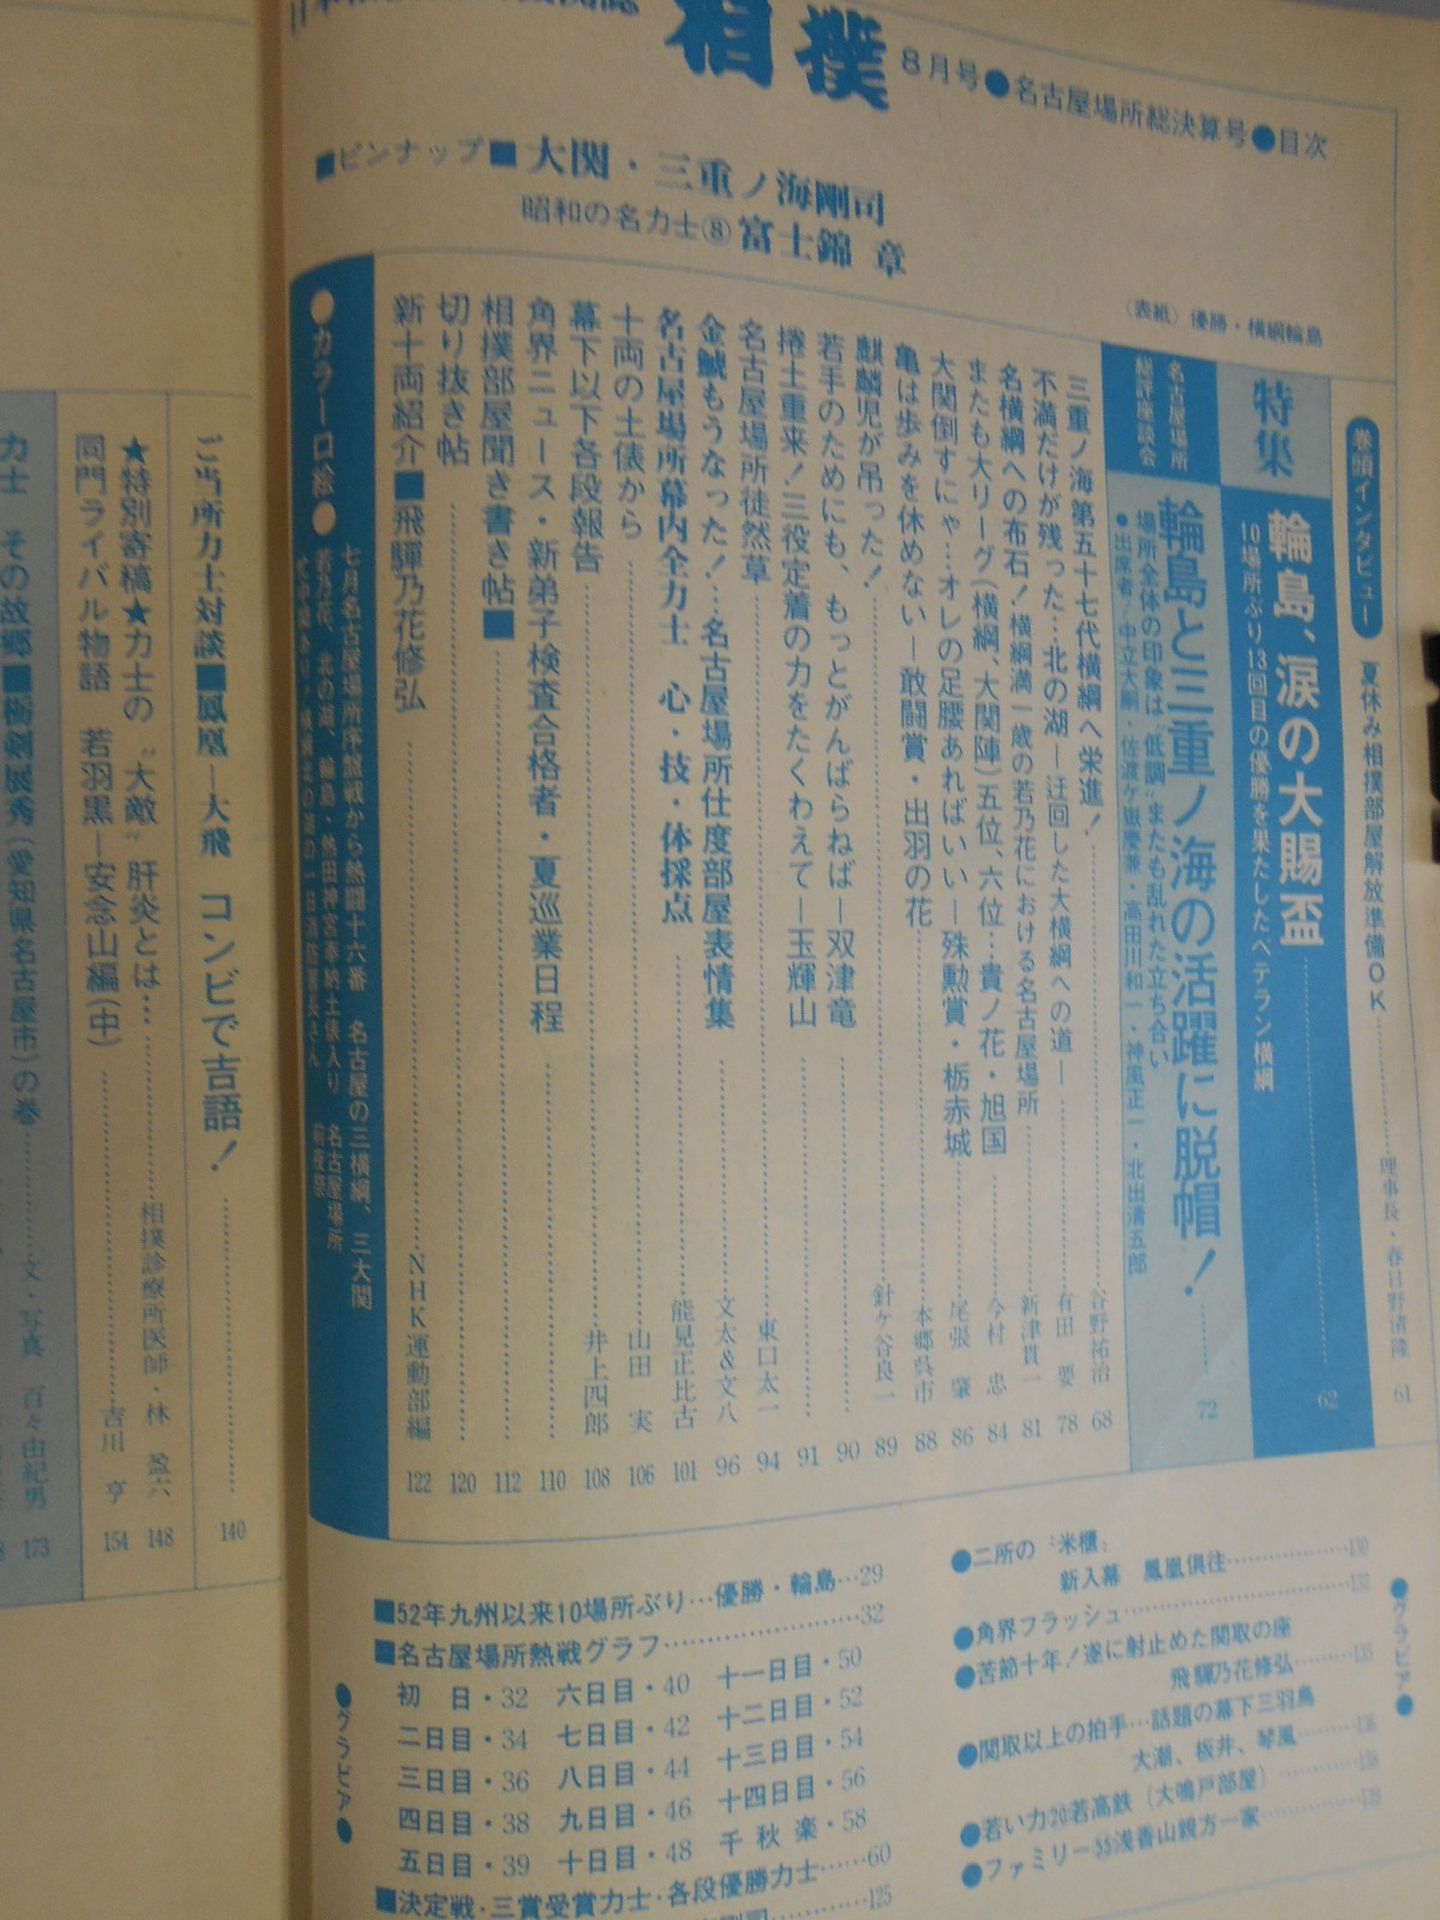 相撲 8月号●名古屋場所総決算号●目次
■ピンナップ■大関・三重ノ海剛司
昭和の名力士⑧富士錦 章
〈表紙〉優勝・横綱輪島
巻頭インタビュー 夏休み相撲部屋解放準備OK……理事長・春日野清隆 61
特集 輪島、涙の大賜盃……62
10場所ぶり13回目の優勝を果たしたベテラン横綱
名古屋場所総評座談会 輪島と三重ノ海の活躍に脱帽!……72
場所全体の印象は〝低調〟またも乱れた立ち合い
●出席者/中立大剛・佐渡ケ嶽慶兼・高田川和一・神風正一・北出清五郎
三重ノ海第五十七代横綱へ栄進!……谷野祐治 68
不満だけが残った…北の湖―迂回した大横綱への道―……有田 要 78
名横綱への布石!横綱満一歳の若乃花における名古屋場所……新津貫一 81
またも大リーグ(横綱、大関陣)五位、六位…貴ノ花・旭国……今村 忠 84
大関倒すにゃ…オレの足腰あればいい―殊勲賞・栃赤城……尾張 肇 86
亀は歩みを休めない―敢闘賞・出羽の花……本郷呉市 88
麒麟児が吊った!……針ケ谷良一 89
若手のためにも、もっとがんばらねば―双津竜……90
捲土重来!三役定着の力をたくわえて―玉輝山……91
名古屋場所徒然草……東口太一 94
金鯱もうなった!…名古屋場所仕度部屋表情集……文太&文八 96
名古屋場所幕内全力士 心・技・体採点……能見正比古 101
十両の土俵から……山田 実 106
幕下以下各段報告……井上四郎 108
角界ニュース・新弟子検査合格者・夏巡業日程……110
相撲部屋聞き書き帖■……112
切り抜き帖……120
新十両紹介■飛騨乃花修弘……NHK運動部編 122
●カラー口絵● 七月名古屋場所序盤戦から熱闘十六番 名古屋の三横綱、三大関
若乃花、北の湖、輪島・熱田神宮奉納土俵入り 名古屋場所前夜祭
ご当所力士対談■鳳凰―大飛 コンビで吉語!……140
★特別寄稿★力士の〝大敵〟肝炎とは………相撲診療所医師・林 盈六 148
同門ライバル物語 若羽黒―安念山編(中)……吉川 亨 154
力士 その故郷■栃剣展秀(愛知県名古屋市)の巻……文・写真 百々由紀男 173
●グラビア●
■52年九州以来10場所ぶり…優勝・輪島…29
■名古屋場所熱戦グラフ……32
初 日・32 六日目・40 十一日目・50
二日目・34 七日目・42 十二日目・52
三日目・36 八日目・44 十三日目・54
四日目・38 九日目・46 十四日目・56
五日目・39 十日目・48 千秋楽・58
■決定戦・三賞受賞力士・各段優勝力士……60
剛司……125
●グラビア●
●二所の〝米櫃〟
新入幕 鳳凰倶往……130
●角界フラッシュ……132
●苦節十年!遂に射止めた関取の座
飛騨乃花修弘……135
●関取以上の拍手…話題の幕下三羽烏
大潮、板井、琴風……136
●若い力⑳若高鉄(大鳴戸部屋)……138
●ファミリー55浅香山親方一家